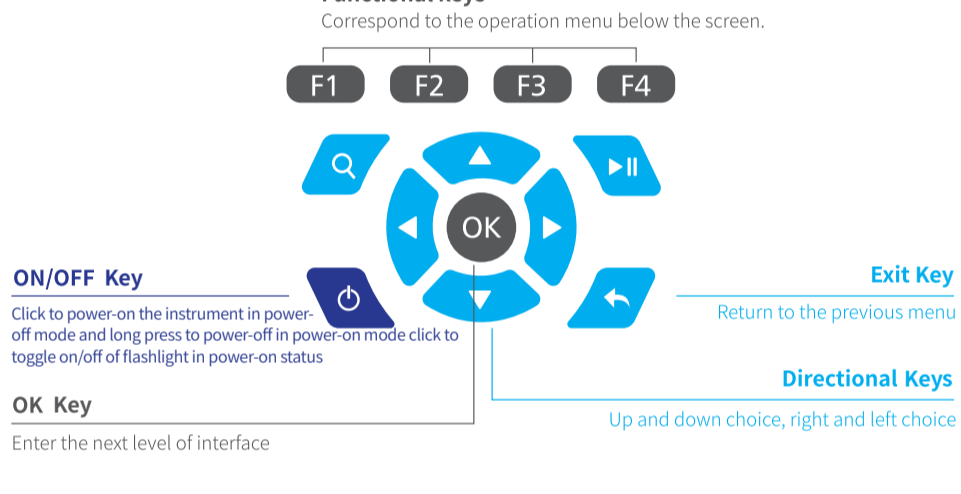 Functional Keys
Correspond to the operation menu below the screen.
F1 F2 F3 F4
OK
ON/OFF Key
Click to power-on the instrument in power-
off mode and long press to power-off in power-on mode click to
toggle on/off of flashlight in power-on status
Exit Key
Return to the previous menu
Directional Keys
Up and down choice, right and left choice
OK Key
Enter the next level of interface